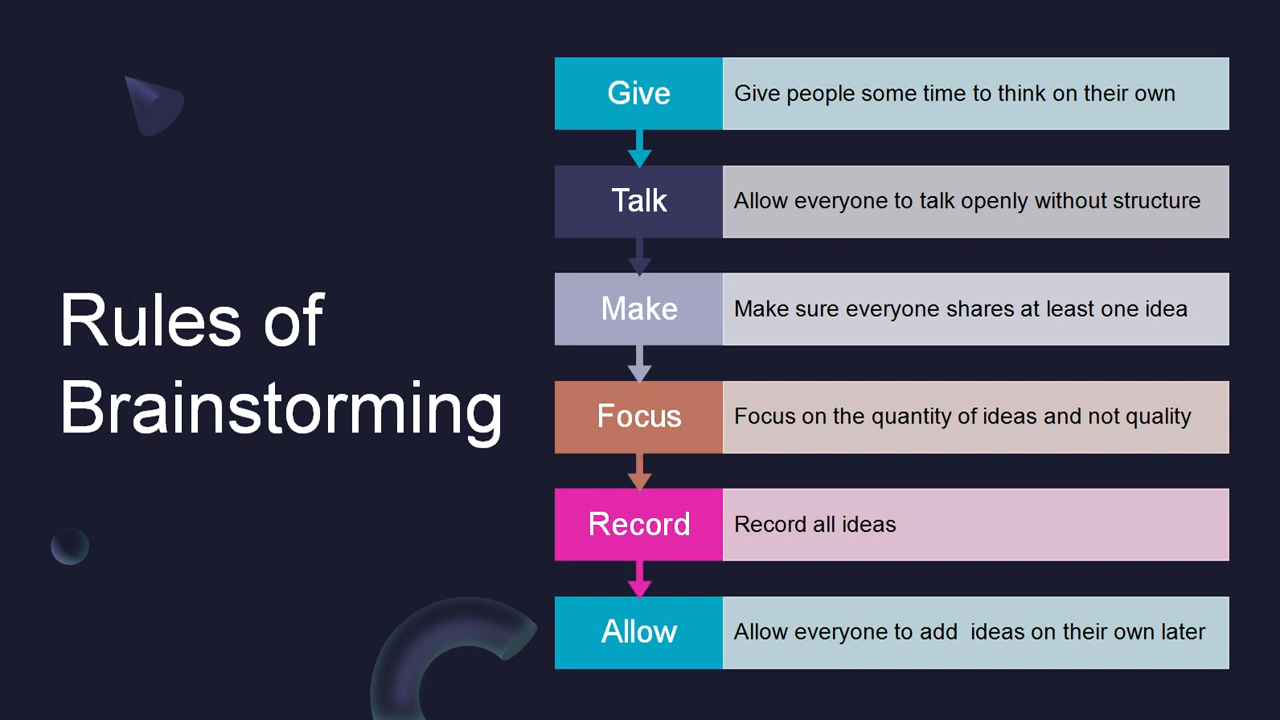 Rules of
Brainstorming
Give
Give people some time to think on their own
Talk
Allow everyone to talk openly without structure
Make
Make sure everyone shares at least one idea
Focus
Focus on the quantity of ideas and not quality
Record
Record all ideas
Allow
Allow everyone to add  ideas on their own later